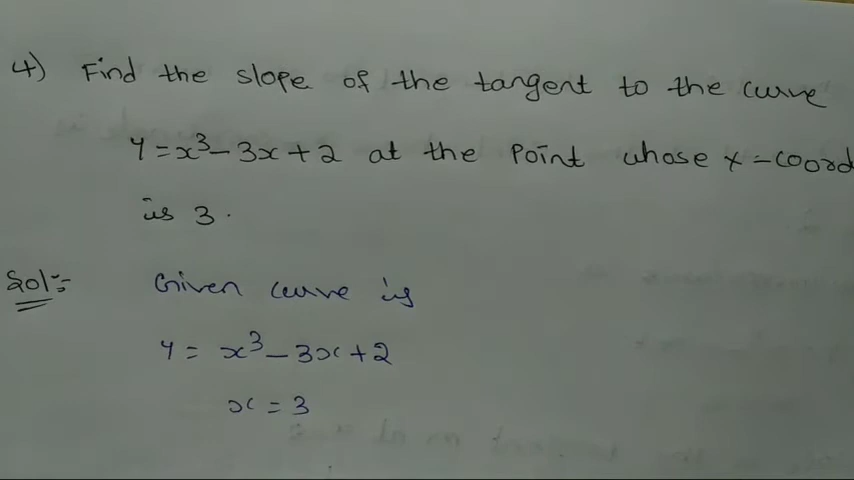 4) Find the slope of the tangent to the curve
y = x³ - 3x + 2 at the point whose x - coord
is 3.
Sol:-
Given curve is
y = x³ - 3x + 2
x = 3